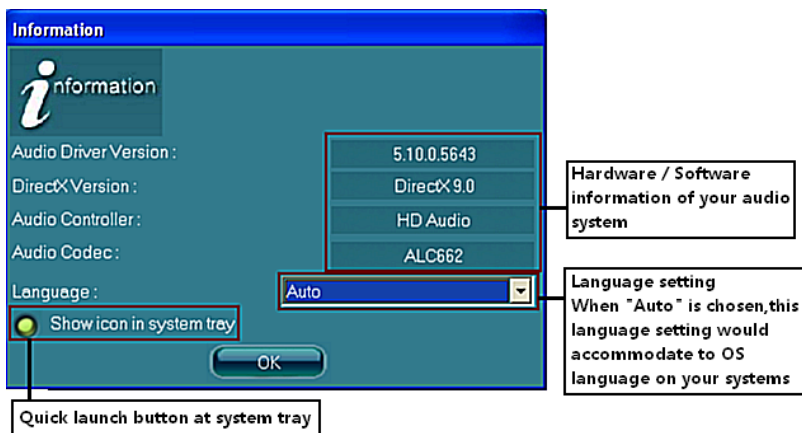 Information
information
Audio Driver Version : 5.10.0.5643
DirectX Version : DirectX 9.0
Audio Controller : HD Audio
Audio Codec : ALC662
Language : Auto
Show icon in system tray
OK
Hardware / Software
information of your audio
system
Language setting
When "Auto" is chosen,this
language setting would
accommodate to OS
language on your systems
Quick launch button at system tray